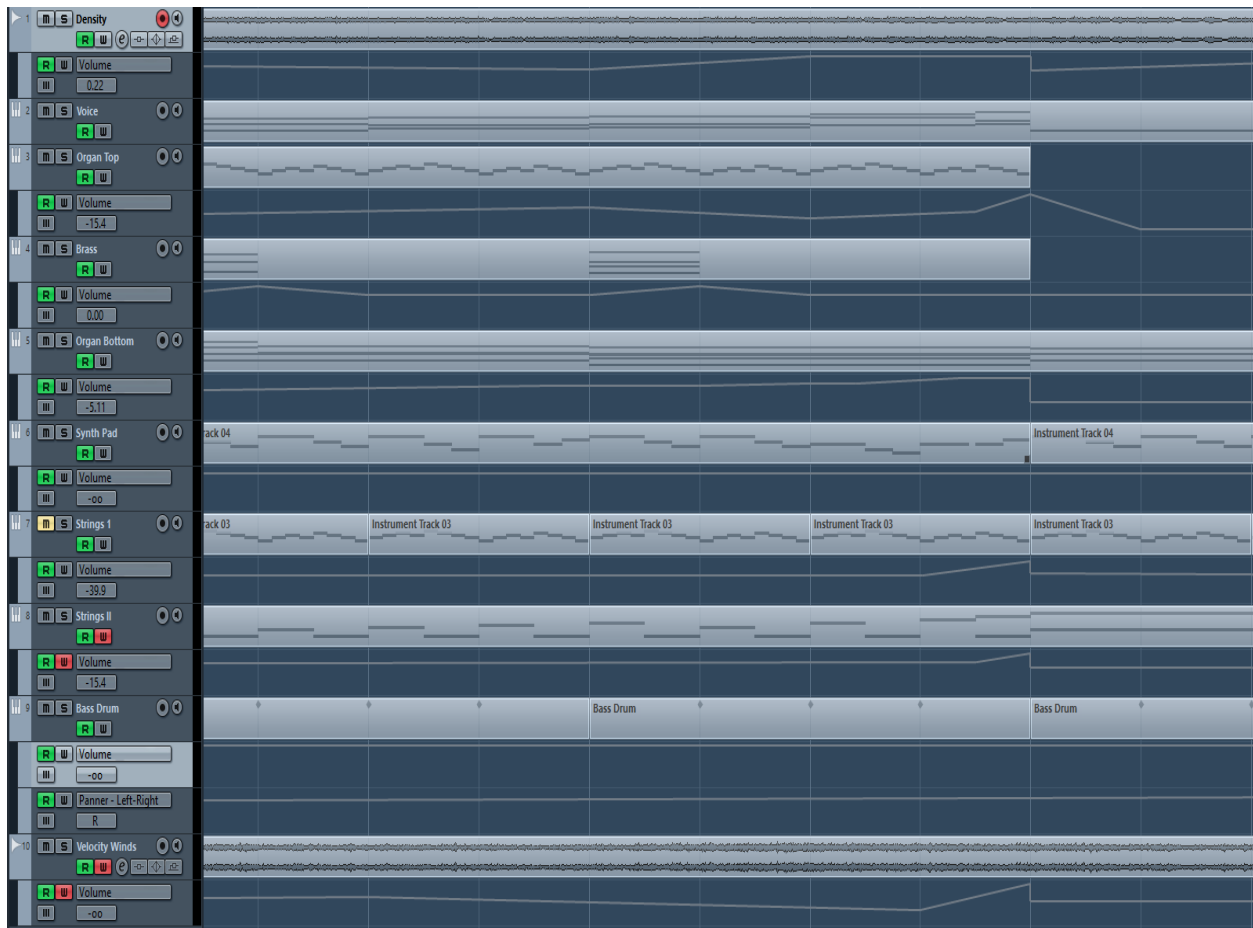 1 m S Density
R W e
R W Volume
0.22
2 m S Voice
R W
3 m S Organ Top
R W
R W Volume
-15.4
4 m S Brass
R W
R W Volume
0.00
5 m S Organ Bottom
R W
R W Volume
-5.11
6 m S Synth Pad rack 04 Instrument Track 04
R W
R W Volume
-oo
7 m S Strings 1 rack 03 Instrument Track 03 Instrument Track 03 Instrument Track 03 Instrument Track 03
R W
R W Volume
-39.9
8 m S Strings II
R W
R W Volume
-15.4
9 m S Bass Drum Bass Drum Bass Drum
R W
R W Volume
-oo
R W Panner - Left-Right
R
10 m S Velocity Winds
R W e
R W Volume
-oo